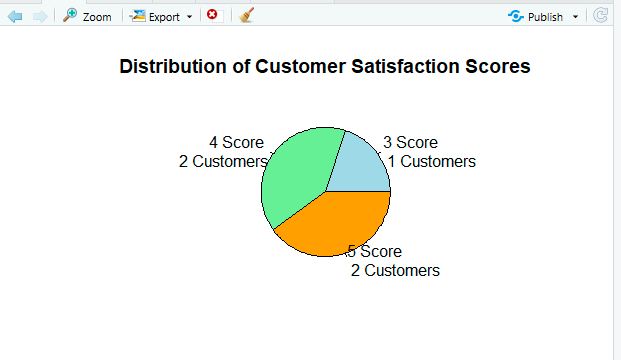 Zoom Export Publish
Distribution of Customer Satisfaction Scores
4 Score
2 Customers
3 Score
1 Customers
5 Score
2 Customers